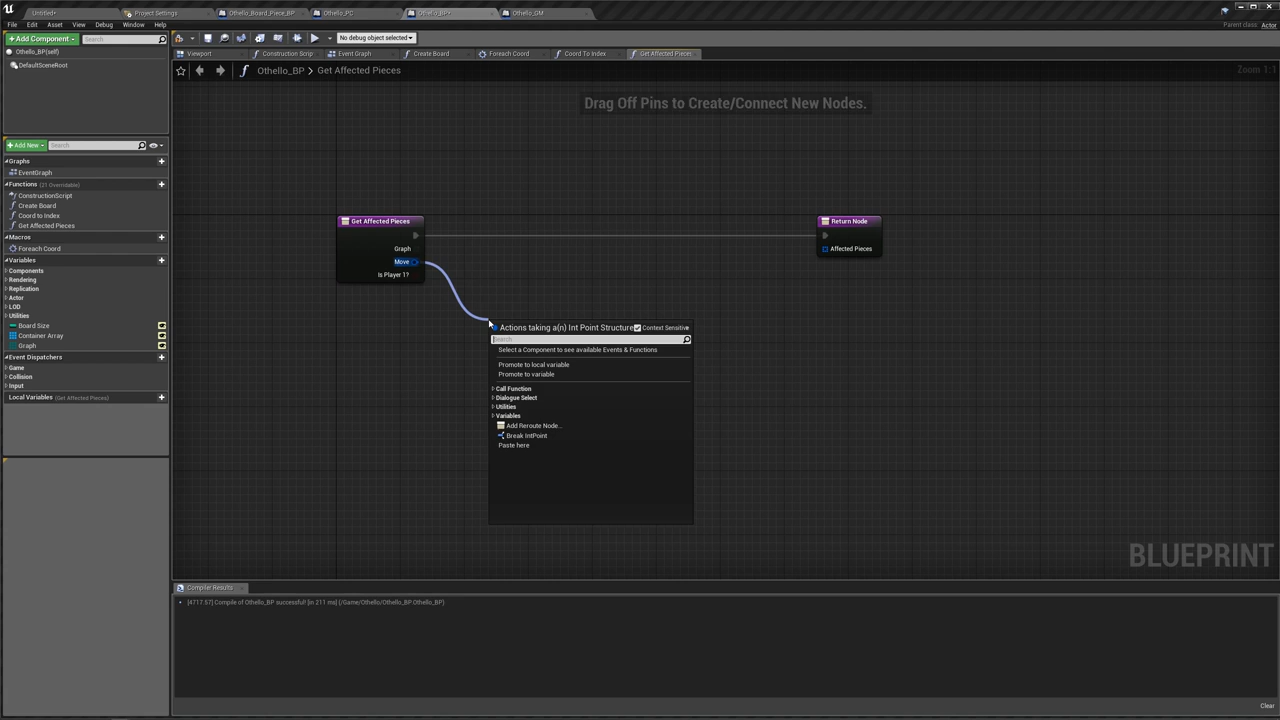 Untitled*
Project Settings
Othello_Board_Piece_BP
Othello_PC
Othello_BP*
Othello_GM
File Edit Asset View Debug Window Help
Parent class: Actor
+Add Component
Search
No debug object selected
Othello_BP(self)
DefaultSceneRoot
Viewport
Construction Scrip
Event Graph
Create Board
Foreach Coord
Coord To Index
Get Affected Pieces
Othello_BP > Get Affected Pieces
Zoom 1:1
Drag Off Pins to Create/Connect New Nodes.
+Add New
Search
Graphs
EventGraph
Functions (21 Overridable)
ConstructionScript
Create Board
Coord to Index
Get Affected Pieces
Macros
Foreach Coord
Variables
Components
Rendering
Replication
Actor
LOD
Utilities
Board Size
Container Array
Graph
Event Dispatchers
Game
Collision
Input
Local Variables (Get Affected Pieces)
Get Affected Pieces
Graph
Move
Is Player 1?
Return Node
Affected Pieces
Actions taking a(n) Int Point Structure
Context Sensitive
Search
Select a Component to see available Events & Functions
Promote to local variable
Promote to variable
Call Function
Dialogue Select
Utilities
Variables
Add Reroute Node...
Break IntPoint
Paste here
BLUEPRINT
Compiler Results
[4717.57] Compile of Othello_BP successful! [in 211 ms] (/Game/Othello/Othello_BP.Othello_BP)
Clear